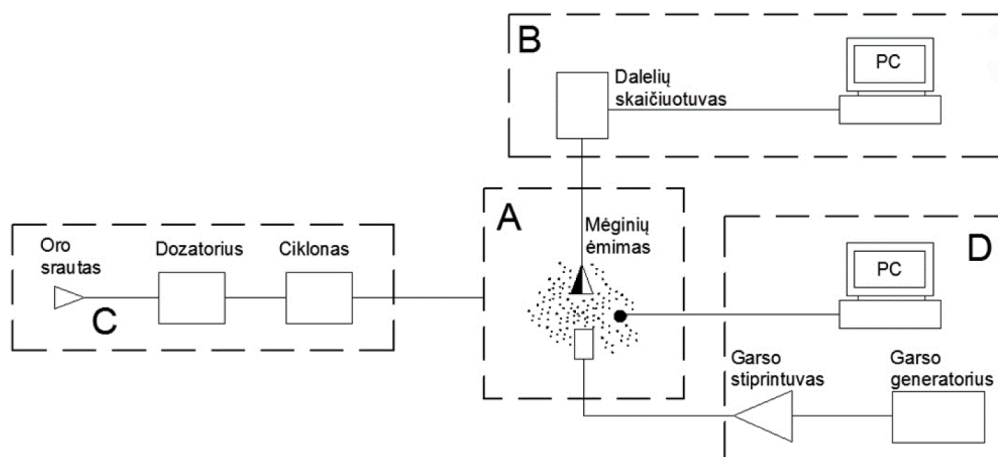 B
Dalelių
skaičiuotuvas
PC
A
Mėginių
ėmimas
Oro
srautas
Dozatorius
Ciklonas
C
D
PC
Garso
stiprintuvas
Garso
generatorius